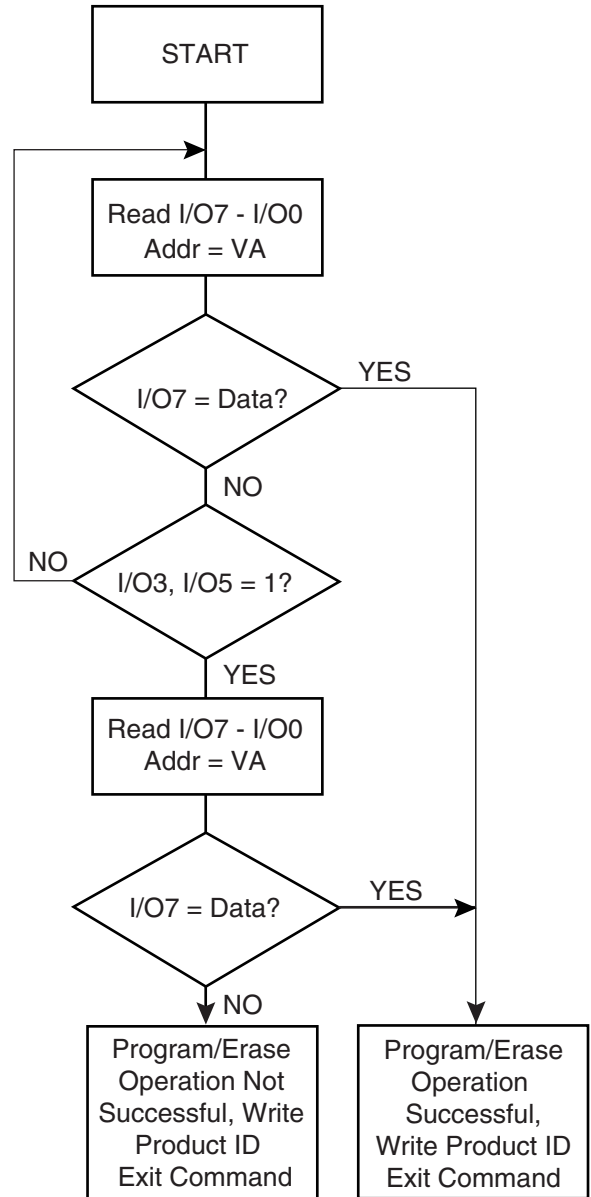 START
Read I/O7 - I/O0
Addr = VA
I/O7 = Data?
YES
NO
NO
I/O3, I/O5 = 1?
YES
Read I/O7 - I/O0
Addr = VA
I/O7 = Data?
YES
NO
Program/Erase
Operation Not
Successful, Write
Product ID
Exit Command
Program/Erase
Operation
Successful,
Write Product ID
Exit Command